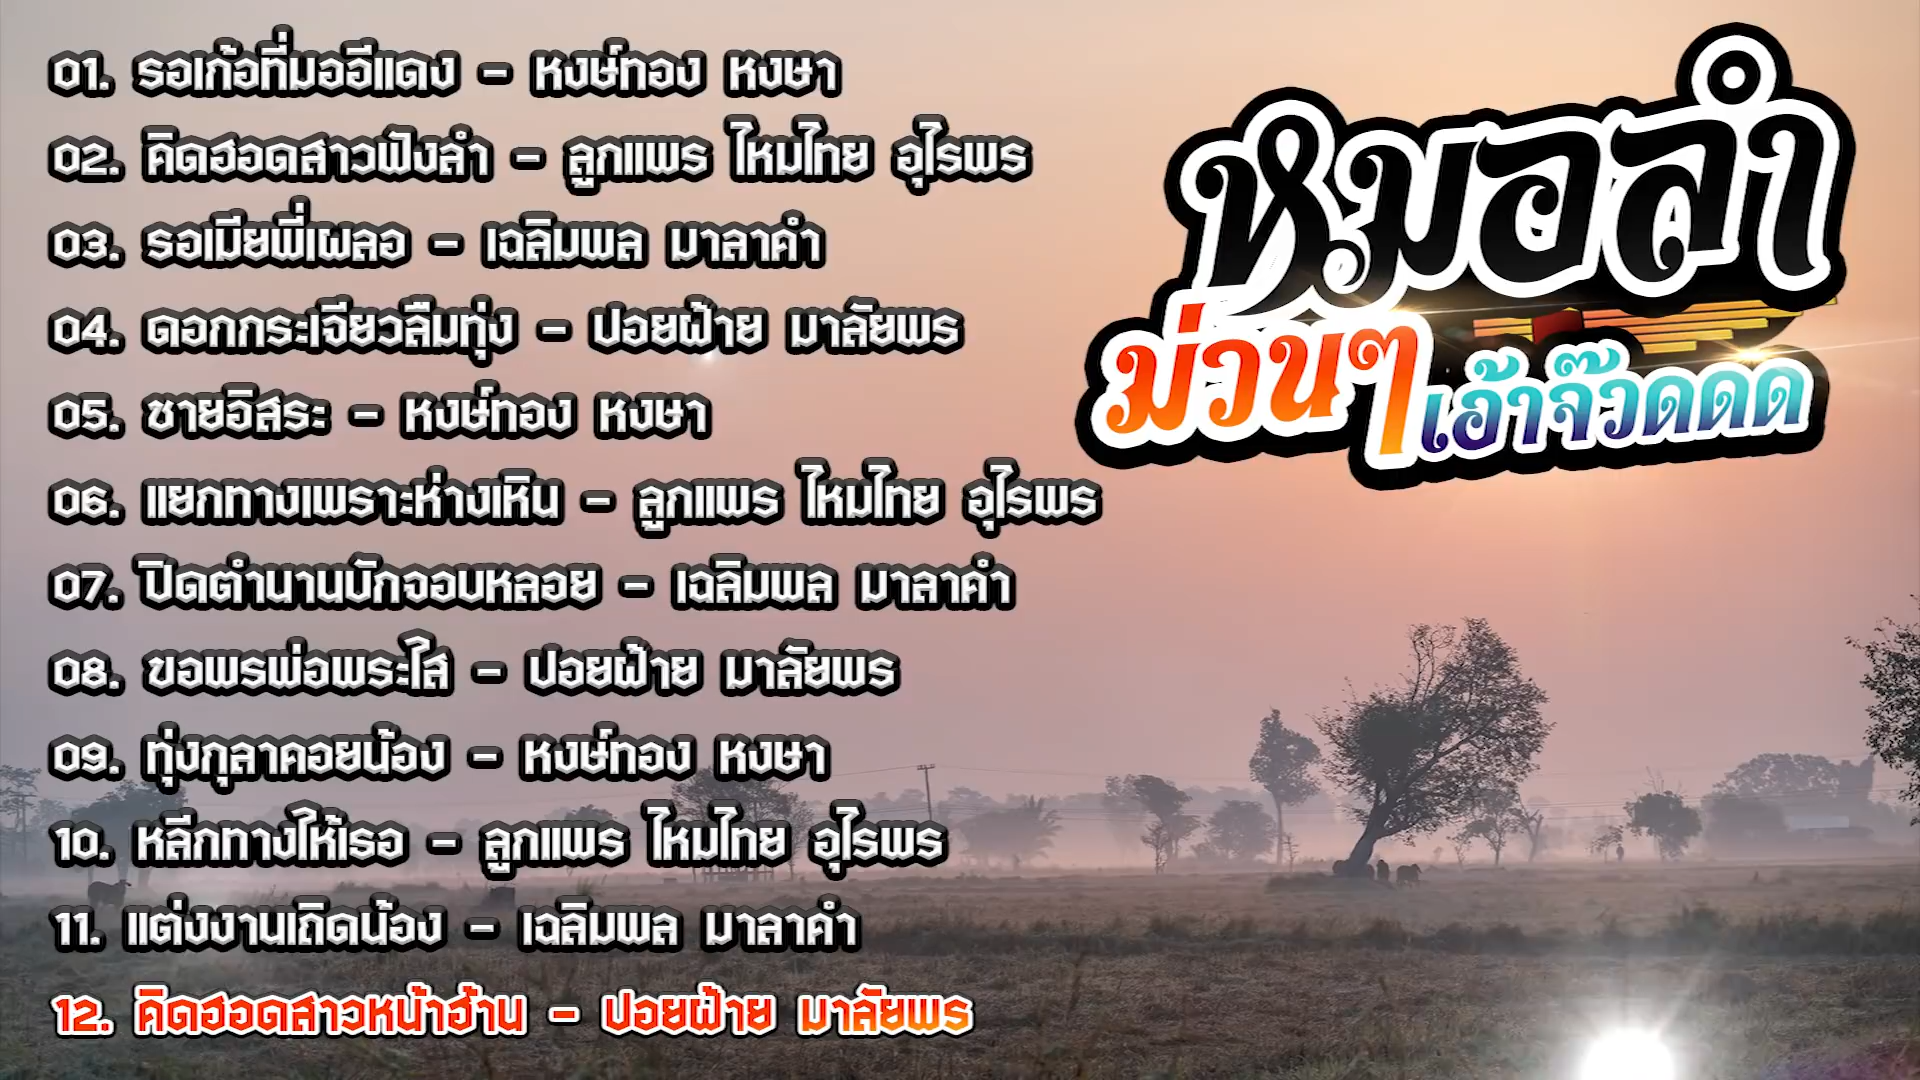 01. รอเก้อที่มออีแดง - หงษ์ทอง หงษา
02. คิดฮอดสาวฟังลำ - ลูกแพร ไหมไทย อุไรพร
03. รอเมียพี่เผลอ - เฉลิมพล มาลาคำ
04. ดอกกระเจียวลืมทุ่ง - ปอยฝ้าย มาลัยพร
05. ชายอิสระ - หงษ์ทอง หงษา
06. แยกทางเพราะห่างเหิน - ลูกแพร ไหมไทย อุไรพร
07. ปิดตำนานบักจอบหลอย - เฉลิมพล มาลาคำ
08. ขอพรพ่อพระใส - ปอยฝ้าย มาลัยพร
09. ทุ่งกุลาคอยน้อง - หงษ์ทอง หงษา
10. หลีกทางให้เธอ - ลูกแพร ไหมไทย อุไรพร
11. แต่งงานเถิดน้อง - เฉลิมพล มาลาคำ
12. คิดฮอดสาวหน้าฮ้าน - ปอยฝ้าย มาลัยพร
หมอลำ
ม่วนๆ เอ้าจ๊วดดด